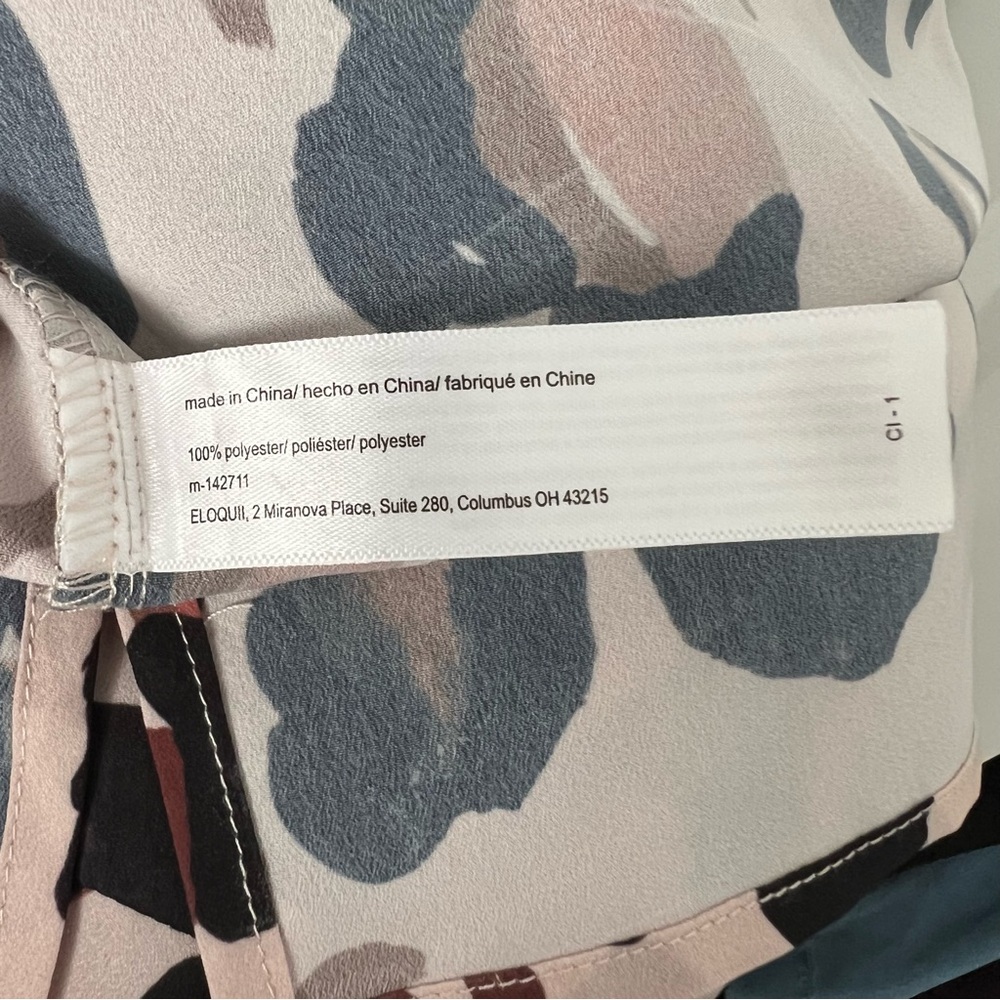 made in China/ hecho en China/ fabriqué en Chine
100% polyester/ poliéster/ polyester
m-142711
ELOQUII, 2 Miranova Place, Suite 280, Columbus OH 43215
CI - 1